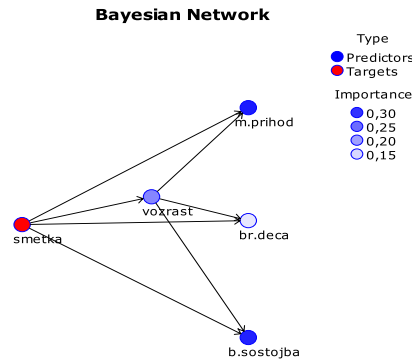 Bayesian Network
Type
Predictors
Targets
Importance
0,30
0,25
0,20
0,15
m.prihod
vozrast
br.deca
smetka
b.sostojba